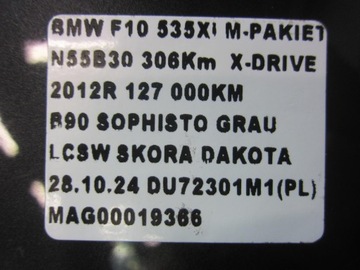 BMW F10 535Xi M-PAKIET
N55B30 306Km X-DRIVE
2012R 127 000KM
B90 SOPHISTO GRAU
LCSW SKORA DAKOTA
28.10.24 DU72301M1(PL)
MAG00019366